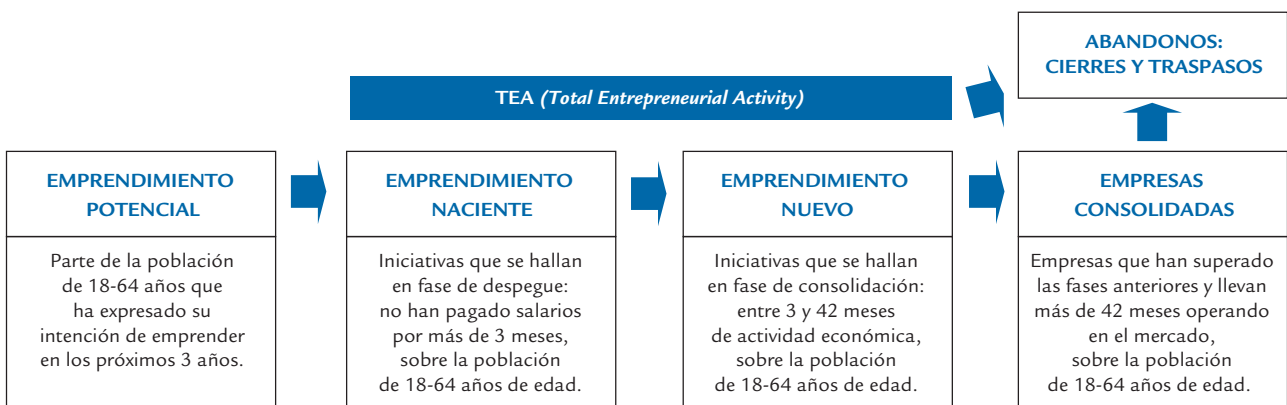 ABANDONOS:
CIERRES Y TRASPASOS
TEA (Total Entrepreneurial Activity)
EMPRENDIMIENTO
POTENCIAL
Parte de la población
de 18-64 años que
ha expresado su
intención de emprender
en los próximos 3 años.
EMPRENDIMIENTO
NACIENTE
Iniciativas que se hallan
en fase de despegue:
no han pagado salarios
por más de 3 meses,
sobre la población
de 18-64 años de edad.
EMPRENDIMIENTO
NUEVO
Iniciativas que se hallan
en fase de consolidación:
entre 3 y 42 meses
de actividad económica,
sobre la población
de 18-64 años de edad.
EMPRESAS
CONSOLIDADAS
Empresas que han superado
las fases anteriores y llevan
más de 42 meses operando
en el mercado,
sobre la población
de 18-64 años de edad.